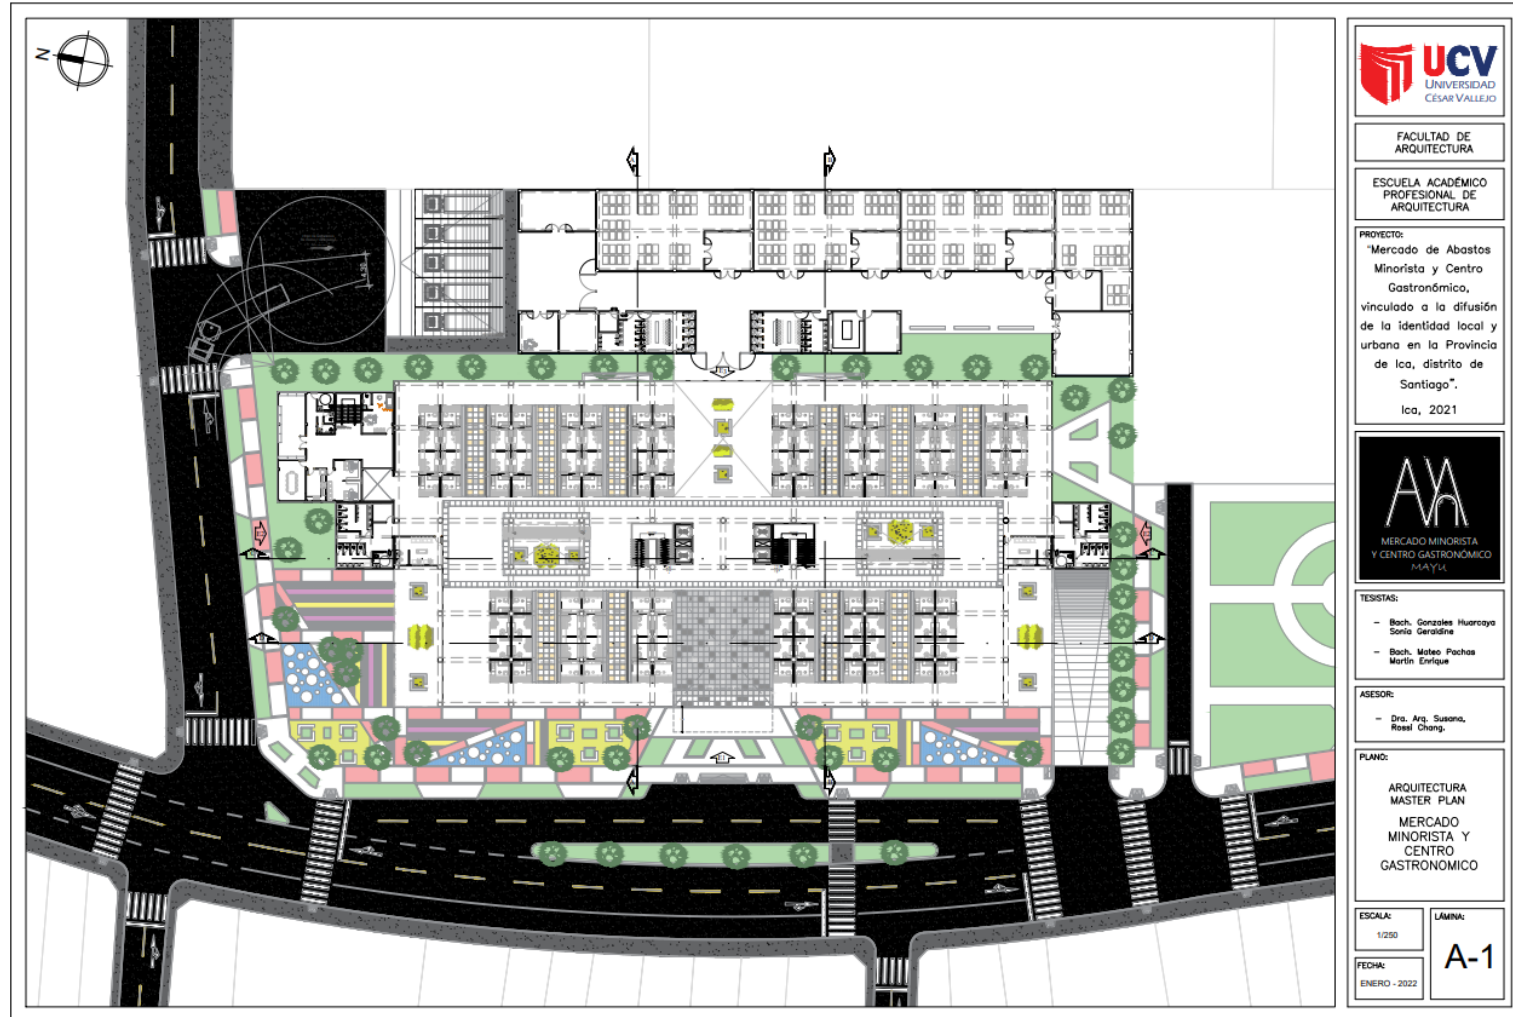 N
UCV
UNIVERSIDAD
CÉSAR VALLEJO
FACULTAD DE
ARQUITECTURA
ESCUELA ACADÉMICO
PROFESIONAL DE
ARQUITECTURA
PROYECTO:
"Mercado de Abastos
Minorista y Centro
Gastronómico,
vinculado a la difusión
de la identidad local y
urbana en la Provincia
de Ica, distrito de
Santiago".
Ica, 2021
MERCADO MINORISTA
Y CENTRO GASTRONÓMICO
MAYU
TESISTAS:
– Bach. Gonzales Huarcaya
Sonia Geraldine
– Bach. Mateo Pachas
Martin Enrique
ASESOR:
– Dra. Arq. Susana,
Rossi Chang.
PLANO:
ARQUITECTURA
MASTER PLAN
MERCADO
MINORISTA Y
CENTRO
GASTRONOMICO
ESCALA:
1/250
LÁMINA:
A-1
FECHA:
ENERO - 2022
E1